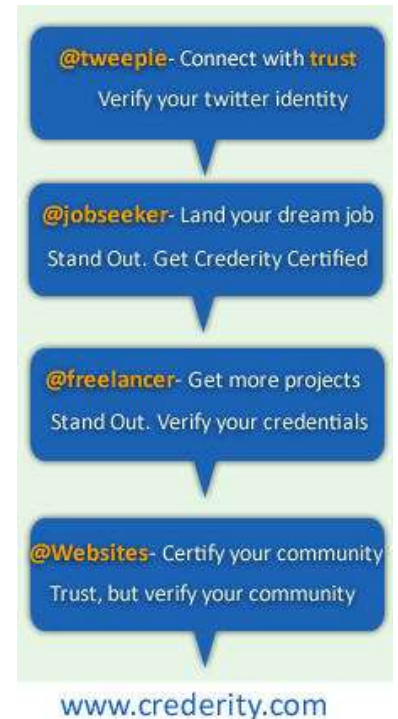 @tweepie- Connect with trust
Verify your twitter identity
@jobseeker- Land your dream job
Stand Out. Get Crederity Certified
@freelancer- Get more projects
Stand Out. Verify your credentials
@Websites- Certify your community
Trust, but verify your community
www.crederity.com